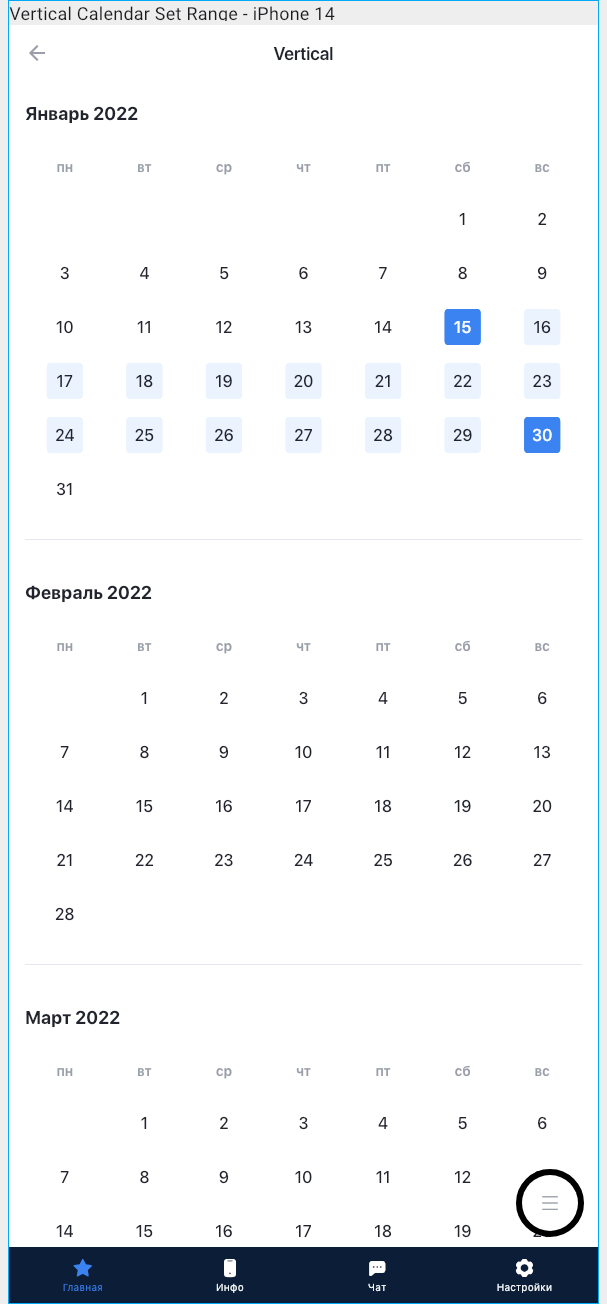 Vertical Calendar Set Range - iPhone 14
Vertical
Январь 2022
пн вт ср чт пт сб вс
1 2
3 4 5 6 7 8 9
10 11 12 13 14 15 16
17 18 19 20 21 22 23
24 25 26 27 28 29 30
31
Февраль 2022
пн вт ср чт пт сб вс
1 2 3 4 5 6
7 8 9 10 11 12 13
14 15 16 17 18 19 20
21 22 23 24 25 26 27
28
Март 2022
пн вт ср чт пт сб вс
1 2 3 4 5 6
7 8 9 10 11 12
14 15 16 17 18 19
Главная Инфо Чат Настройки